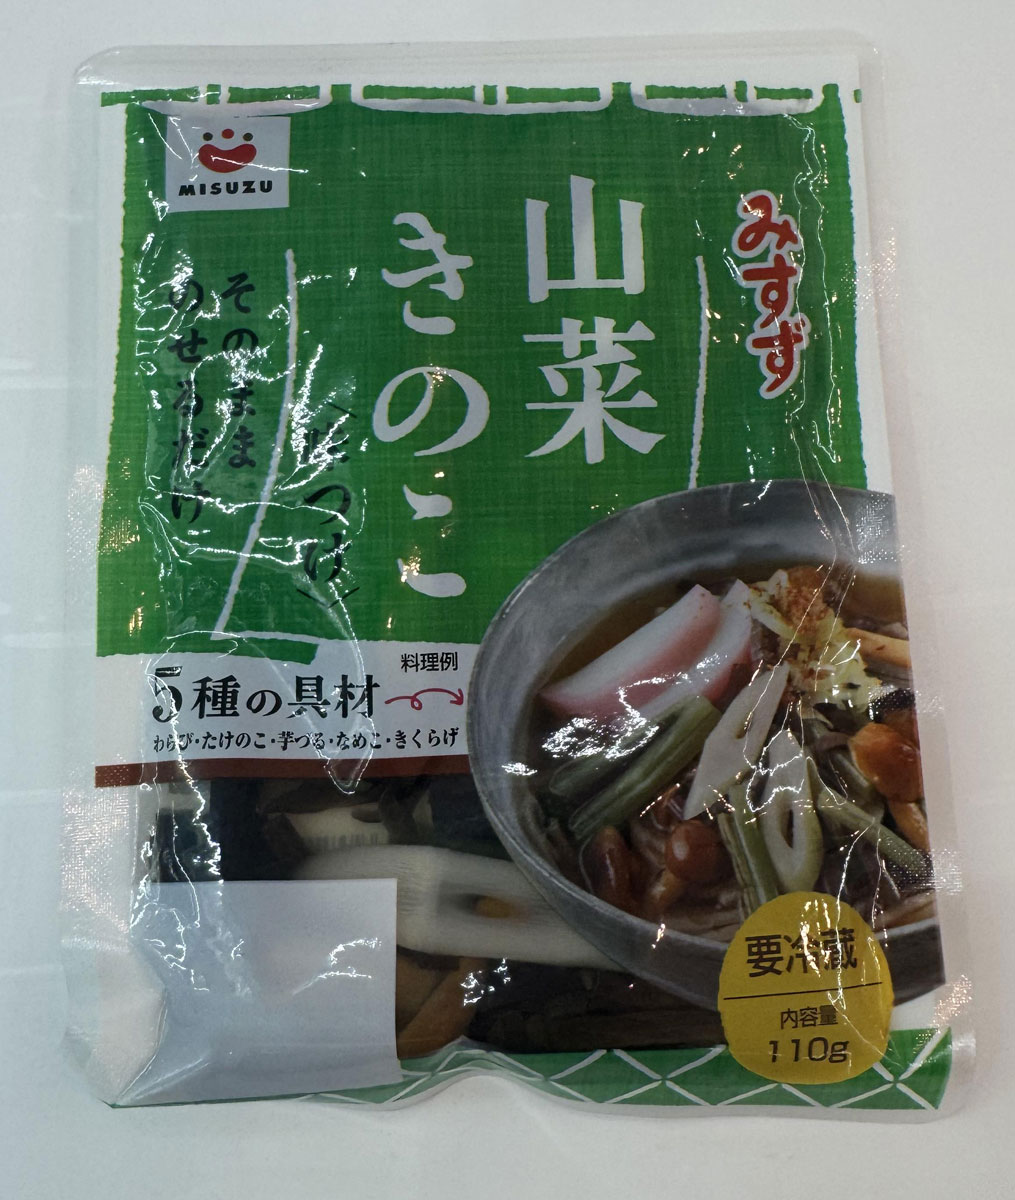 MISUZU
みすず
山菜
きのこ
〈味つけ〉
そのまま
のせるだけ
料理例
5種の具材
わらび・たけのこ・芋づる・なめこ・きくらげ
要冷蔵
内容量
110g